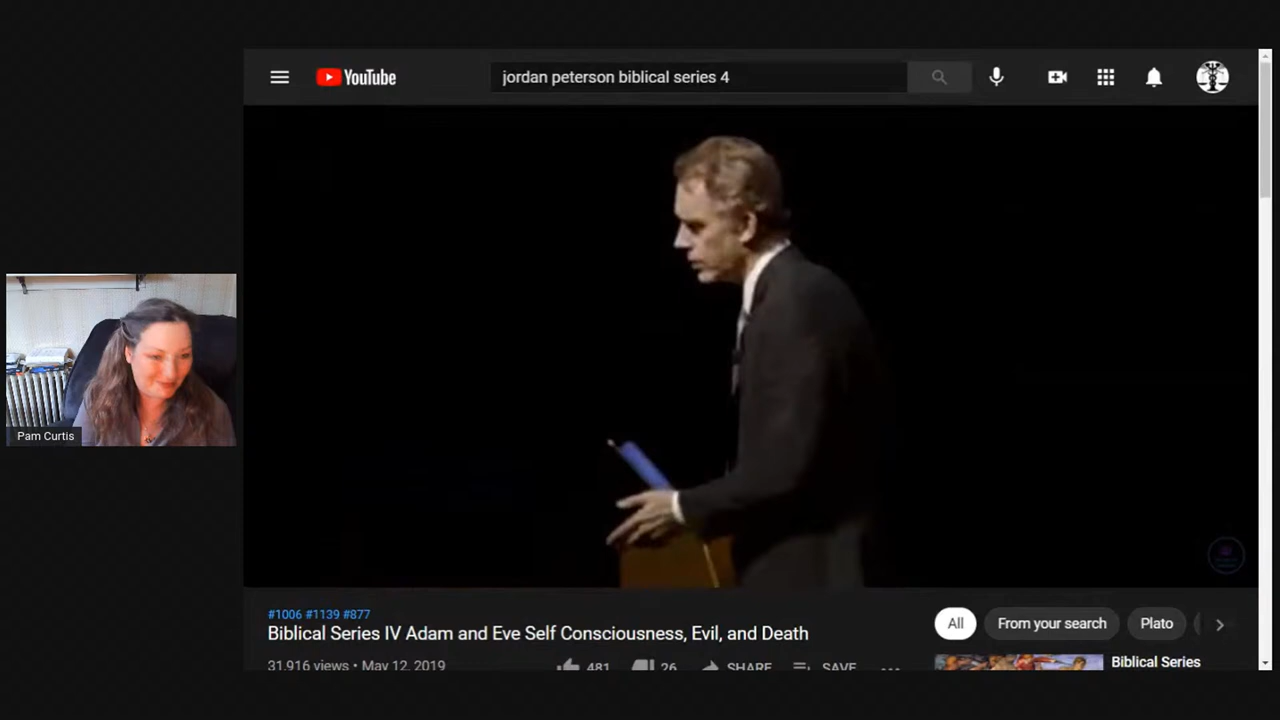 YouTube
jordan peterson biblical series 4
Pam Curtis
#1006 #1139 #877
Biblical Series IV Adam and Eve Self Consciousness, Evil, and Death
31,916 views • May 12, 2019
481
26
SHARE
SAVE
All
From your search
Plato
Biblical Series